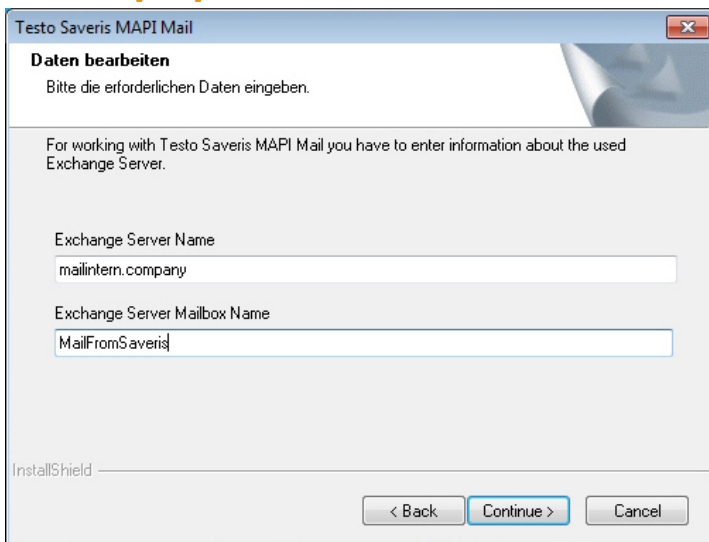 Testo Saveris MAPI Mail
Daten bearbeiten
Bitte die erforderlichen Daten eingeben.
For working with Testo Saveris MAPI Mail you have to enter information about the used
Exchange Server.
Exchange Server Name
mailintern.company
Exchange Server Mailbox Name
MailFromSaveris
InstallShield
< Back Continue > Cancel